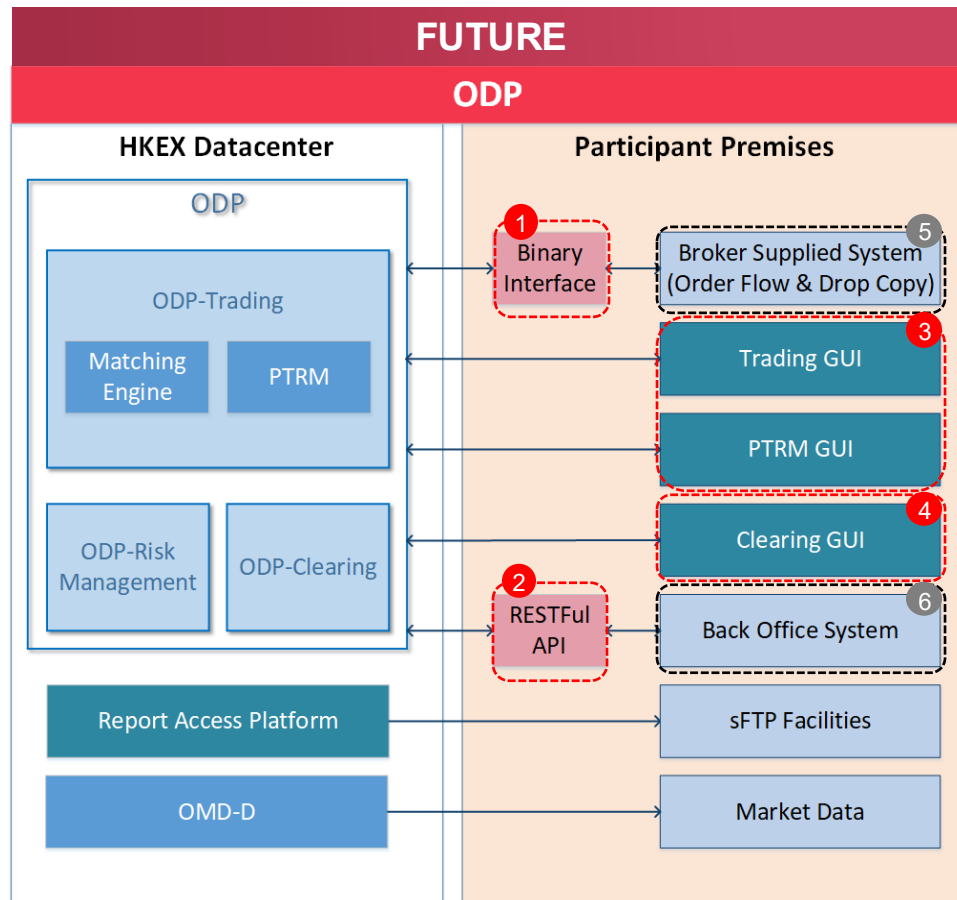 FUTURE
ODP
HKEX Datacenter
Participant Premises
ODP
ODP-Trading
Matching
Engine
PTRM
ODP-Risk
Management
ODP-Clearing
Report Access Platform
OMD-D
1
Binary
Interface
2
RESTFul
API
5
Broker Supplied System
(Order Flow & Drop Copy)
3
Trading GUI
PTRM GUI
4
Clearing GUI
6
Back Office System
sFTP Facilities
Market Data